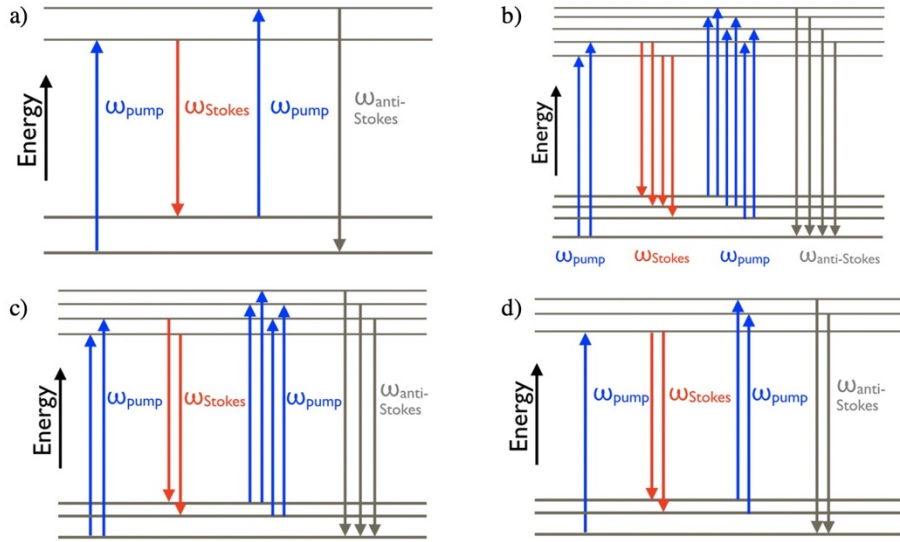 a)
Energy
ωpump
ωStokes
ωpump
ωanti-
Stokes
b)
Energy
ωpump
ωStokes
ωpump
ωanti-Stokes
c)
Energy
ωpump
ωStokes
ωpump
ωanti-
Stokes
d)
Energy
ωpump
ωStokes
ωpump
ωanti-
Stokes